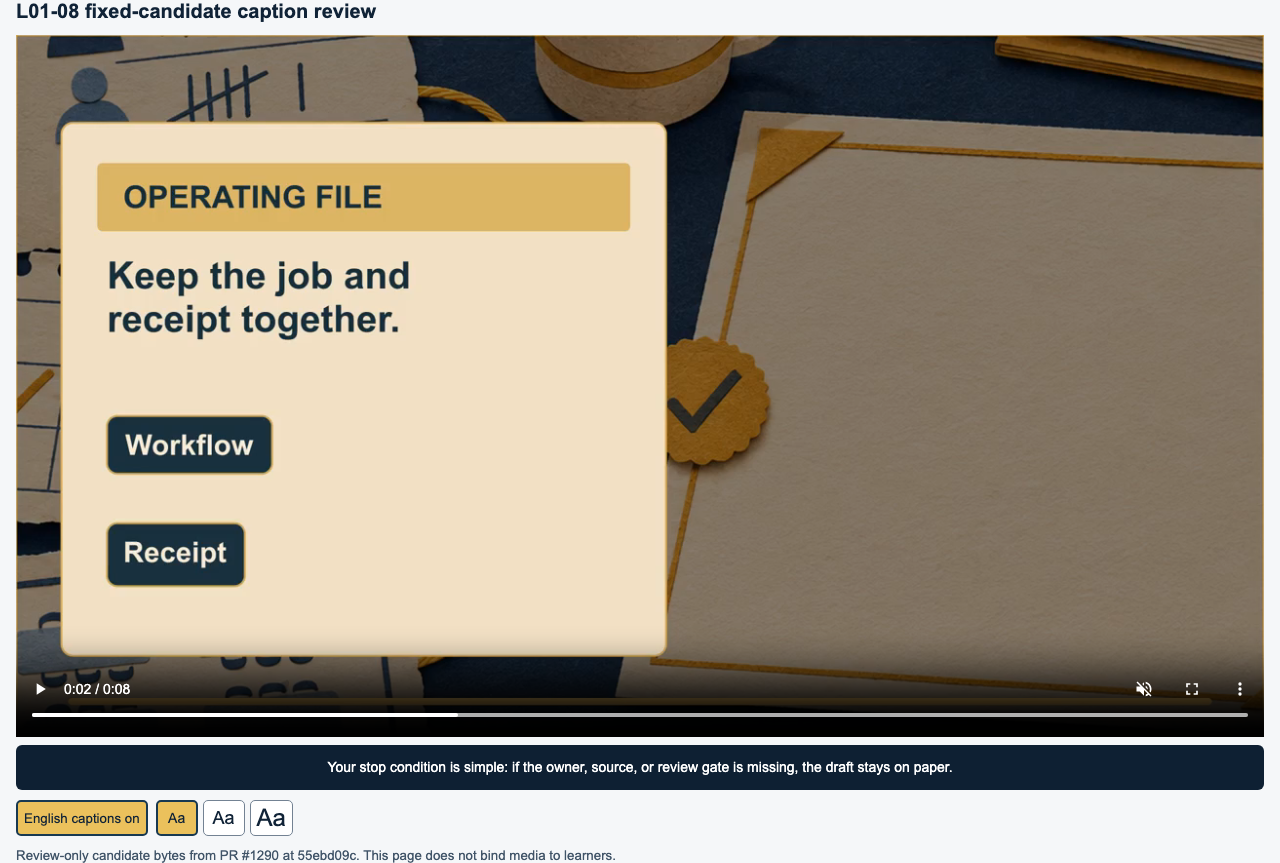 L01-08 fixed-candidate caption review
OPERATING FILE
Keep the job and
receipt together.
Workflow
Receipt
0:02 / 0:08
Your stop condition is simple: if the owner, source, or review gate is missing, the draft stays on paper.
English captions on
Aa
Aa
Aa
Review-only candidate bytes from PR #1290 at 55ebd09c. This page does not bind media to learners.